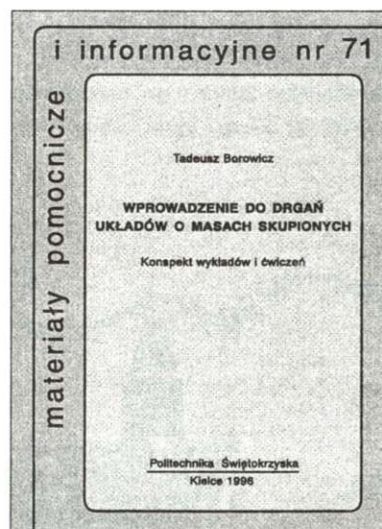 i informacyjne nr 71
materiały pomocnicze
Tadeusz Borowicz
WPROWADZENIE DO DRGAŃ
UKŁADÓW O MASACH SKUPIONYCH
Konspekt wykładów i ćwiczeń
Politechnika Świętokrzyska
Kielce 1996